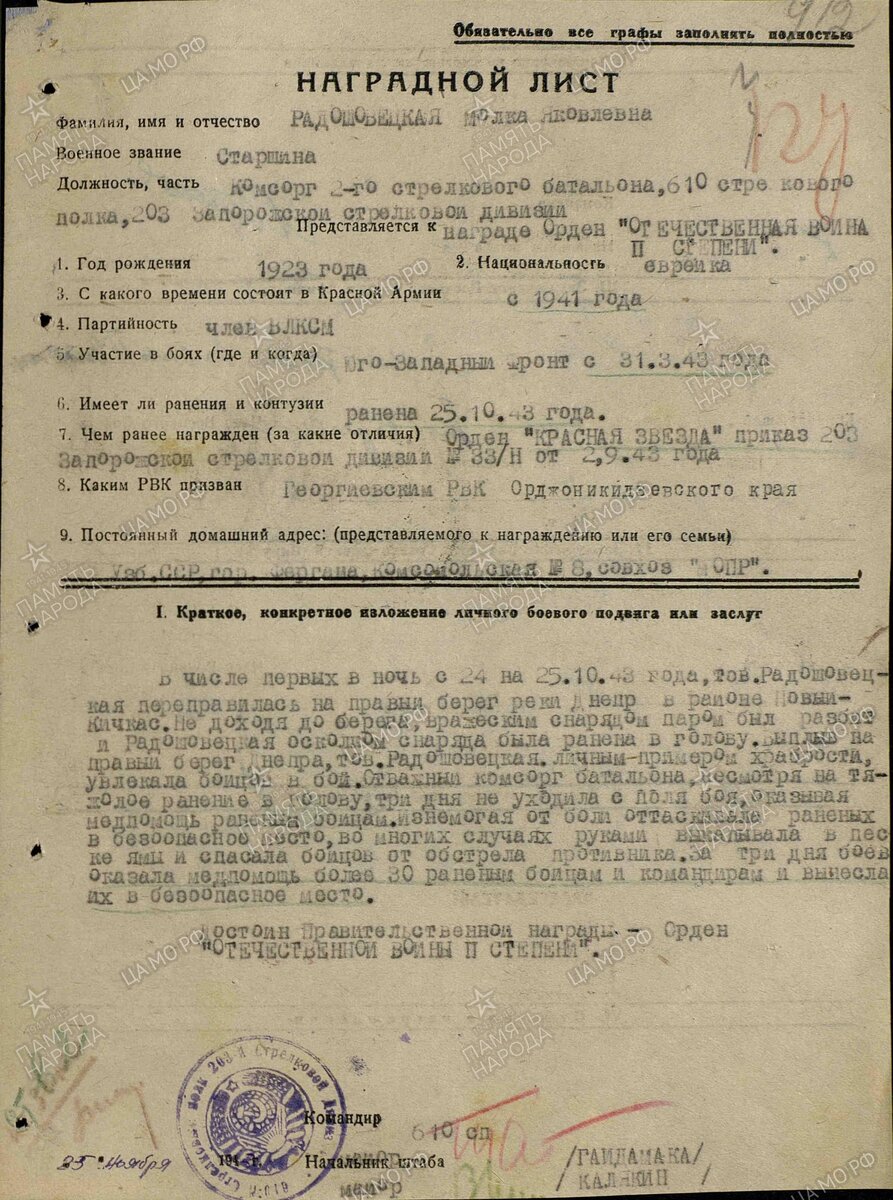 412
Обязательно все графы заполнять полностью
НАГРАДНОЙ ЛИСТ
Фамилия, имя и отчество РАДОШОВЕЦКАЯ МОЛКА ЯКОВЛЕВНА
Военное звание Старшина
Должность, часть Комсорг 2-го стрелкового батальона,610 стре кового
полка,203 Запорожской стрелковой дивизии
Представляется к награде Орден "ОТЕЧЕСТВЕННАЯ ВОЙНА
П СТЕПЕНИ".
1. Год рождения 1923 года 2. Национальность еврейка
3. С какого времени состоит в Красной Армии с 1941 года
4. Партийность член ВЛКСМ
5. Участие в боях (где и когда) Юго-Западный фронт с 31.3.43 года
6. Имеет ли ранения и контузии ранена 25.10.43 года.
7. Чем ранее награжден (за какие отличия) Орден "КРАСНАЯ ЗВЕЗДА" приказ 203
Запорожской стрелковой дивизии № 33/Н от 2,9.43 года
8. Каким РВК призван Георгиевским РВК Орджоникидзевского края
9. Постоянный домашний адрес: (представляемого к награждению или его семьи)
Узб.ССР,гор. Фергана,Комсомольская № 8,совхоз "МОПР".
I. Краткое, конкретное изложение личного боевого подвига или заслуг
В числе первых в ночь с 24 на 25.10.43 года,тов.Радошовец-
кая переправилась на правый берег реки Днепр в районе Новый-
Кичкас.Не доходя до берега,вражеским снарядом паром был разбит
и Радошовецкая осколком снаряда была ранена в голову.Выплыв на
правый берег Днепра,тов.Радошовецкая.личным-примером храбрости,
увлекала бойцов в бой.Отважный комсорг батальона,несмотря на тя-
желое ранение в голову,три дня не уходила с поля боя,оказывая
медпомощь раненым бойцам.Изнемогая от боли оттаскивала раненых
в безопасное место,во многих случаях руками выкапывала в пес
ке ямы и спасала бойцов от обстрела противника.За три дня боев
оказала медпомощь более 30 раненым бойцам и командирам и вынесла
их в безопасное место.
Достойн Правительственной награды - Орден
"ОТЕЧЕСТВЕННОЙ ВОЙНЫ П СТЕПЕНИ".
Командир 610 сп
майор /ГАЙДАМАКА/
25 ноября 194 г. Начальник штаба
майор /КАЛЯКИН/